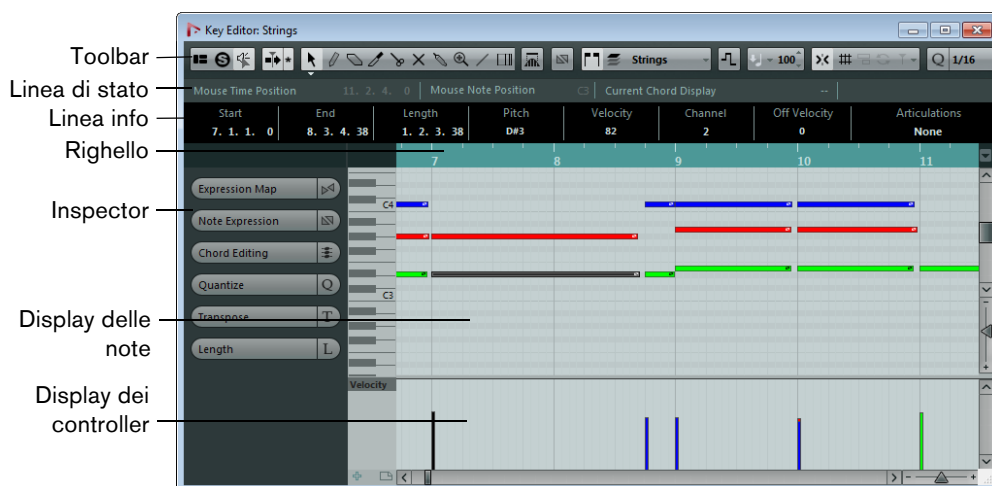 Key Editor: Strings
Toolbar
Strings
100
Q 1/16
Linea di stato
Mouse Time Position 11. 2. 4. 0 Mouse Note Position C3 Current Chord Display --
Linea info
Start End Length Pitch Velocity Channel Off Velocity Articulations
7. 1. 1. 0 8. 3. 4. 38 1. 2. 3. 38 D#3 82 2 0 None
Righello
7 8 9 10 11
Inspector
Expression Map
Note Expression
Chord Editing
Quantize Q
Transpose T
Length L
C4
C3
Display delle
note
Velocity
Display dei
controller